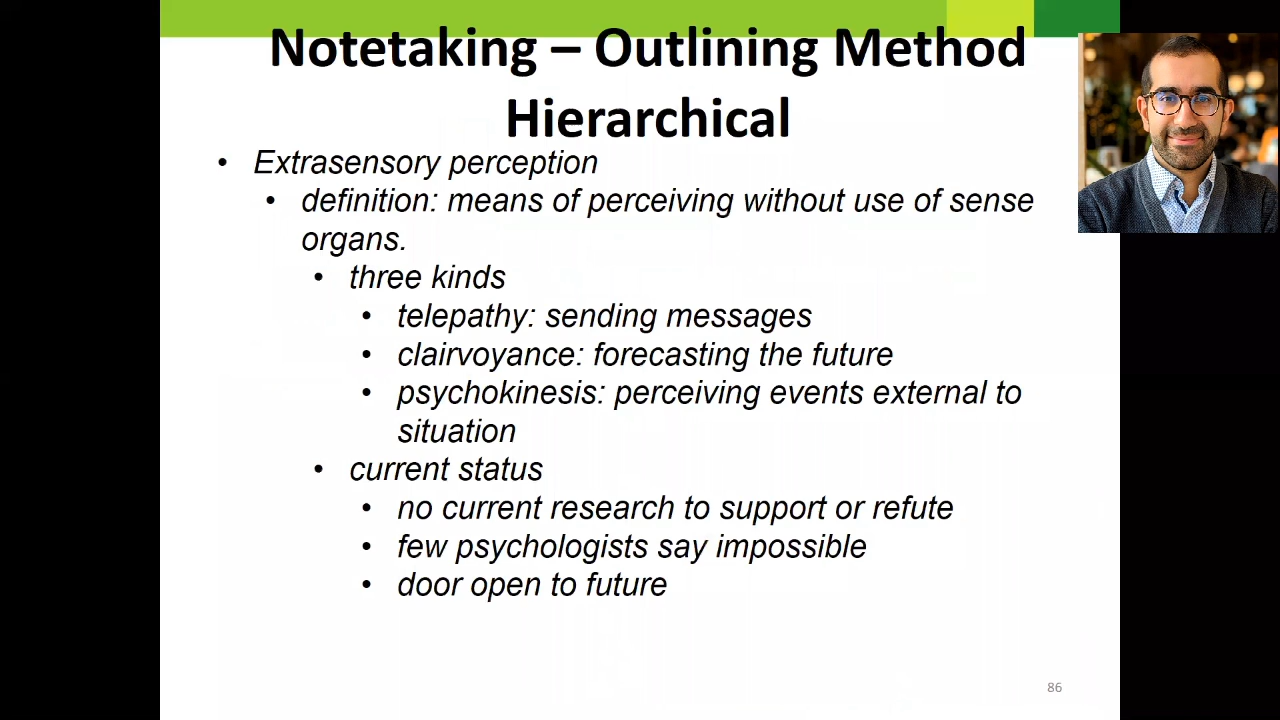 Notetaking – Outlining Method
Hierarchical
• Extrasensory perception
• definition: means of perceiving without use of sense
organs.
• three kinds
• telepathy: sending messages
• clairvoyance: forecasting the future
• psychokinesis: perceiving events external to
situation
• current status
• no current research to support or refute
• few psychologists say impossible
• door open to future
86